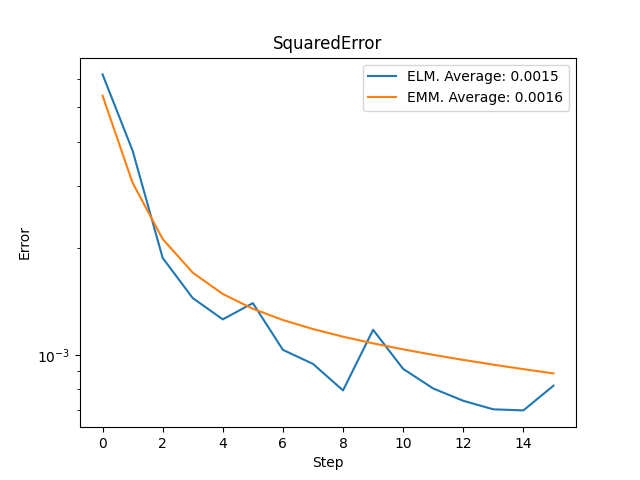 SquaredError
ELM. Average: 0.0015
EMM. Average: 0.0016
Error
10⁻³
0 2 4 6 8 10 12 14
Step